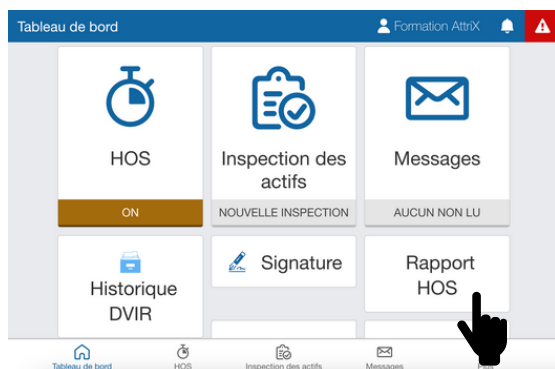 Tableau de bord
Formation AttriX
HOS
ON
Inspection des
actifs
NOUVELLE INSPECTION
Messages
AUCUN NON LU
Historique
DVIR
Signature
Rapport
HOS
Tableau de bord
HOS
Inspection des actifs
Messages
Plus